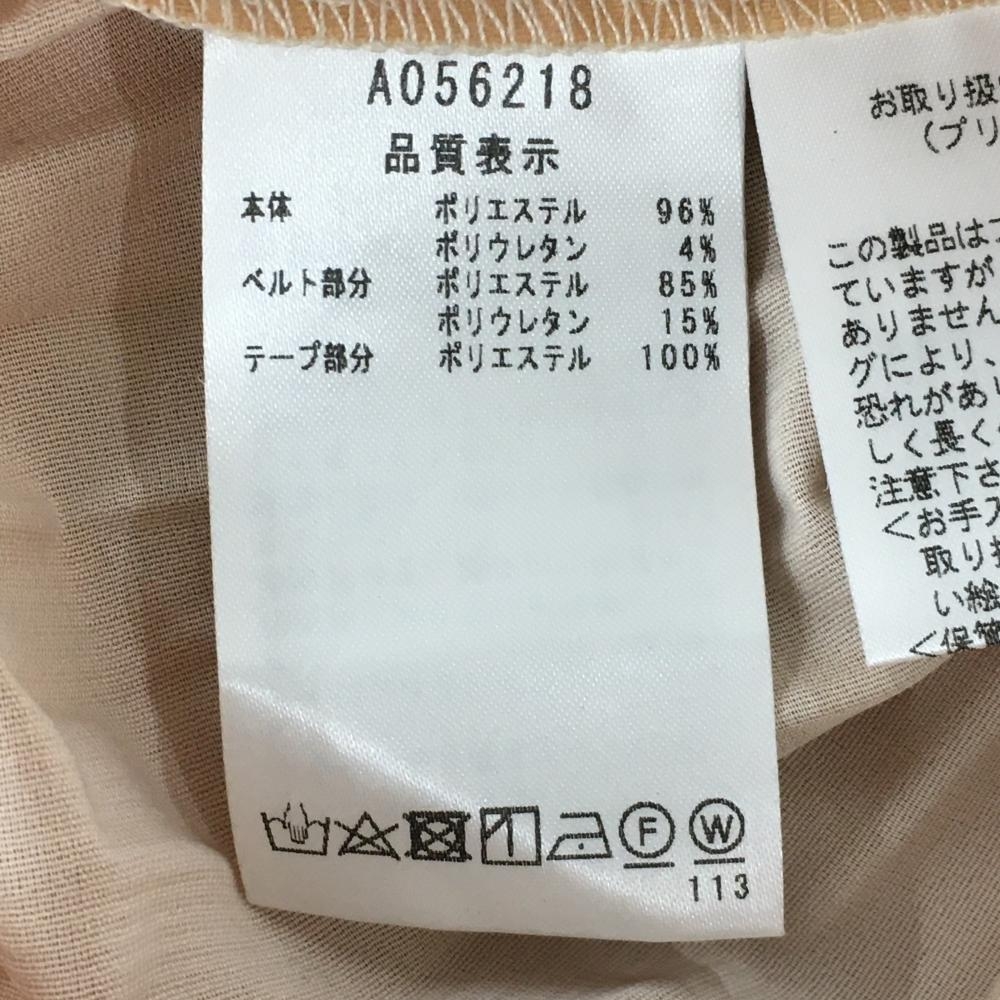 A056218
品質表示
本体 ポリエステル 96%
ポリウレタン 4%
ベルト部分 ポリエステル 85%
ポリウレタン 15%
テープ部分 ポリエステル 100%
F W
113
お取り扱
(プリ
この製品は
ていますが
ありません
グにより、
恐れがあ
しく長く
注意下さ
<お手入
取り扱
い絵
<保管